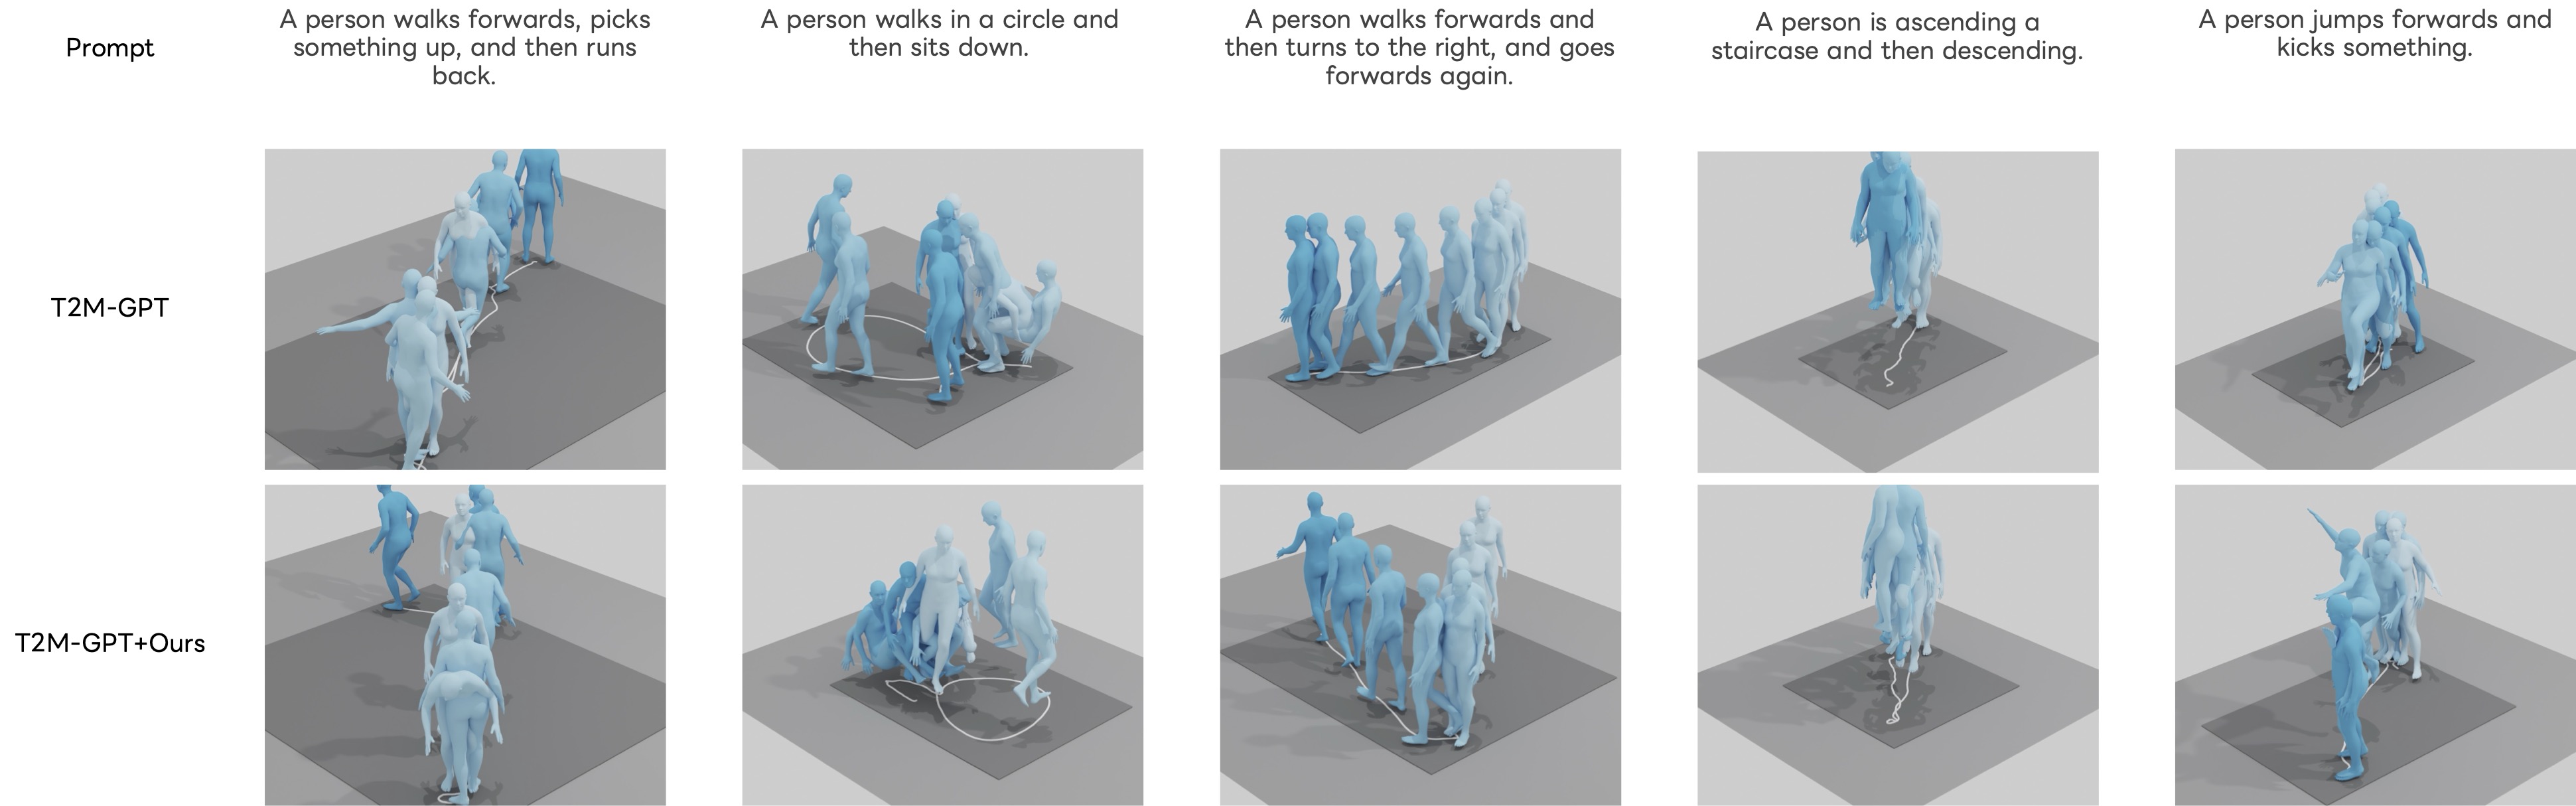 Prompt
A person walks forwards, picks
something up, and then runs
back.
A person walks in a circle and
then sits down.
A person walks forwards and
then turns to the right, and goes
forwards again.
A person is ascending a
staircase and then descending.
A person jumps forwards and
kicks something.
T2M-GPT
T2M-GPT+Ours